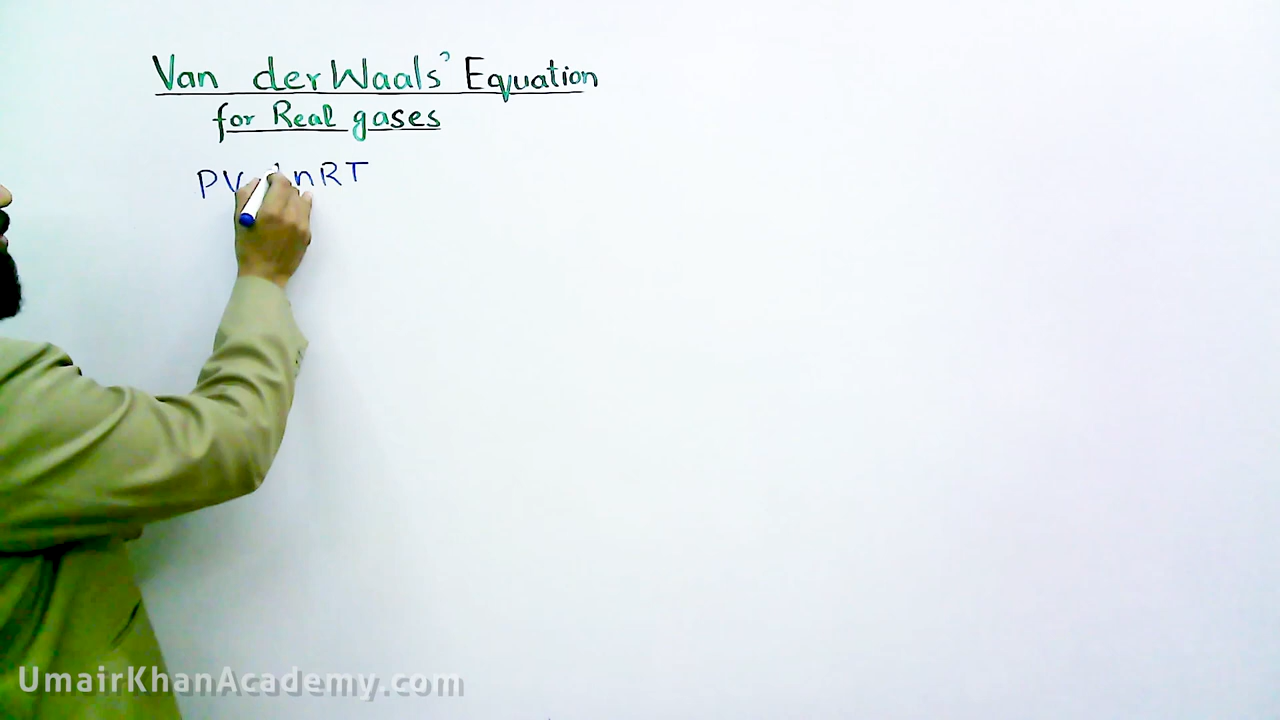 Van der Waals' Equation
for Real gases
PV nRT
UmairKhanAcademy.com